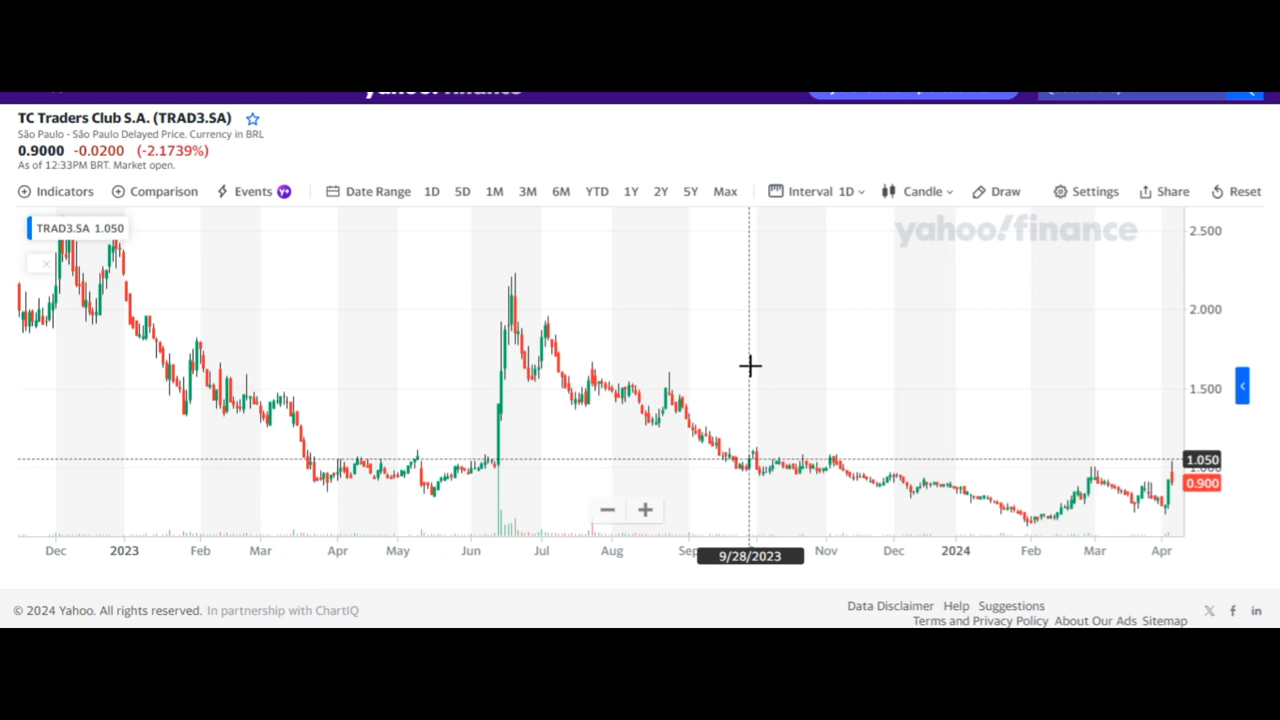 yahoo! finance
TC Traders Club S.A. (TRAD3.SA)
São Paulo - São Paulo Delayed Price. Currency in BRL
0.9000 -0.0200 (-2.1739%)
As of 12:33PM BRT. Market open.
Indicators Comparison Events Y+ Date Range 1D 5D 1M 3M 6M YTD 1Y 2Y 5Y Max Interval 1D Candle Draw Settings Share Reset
TRAD3.SA 1.050
yahoo!finance
2.500
2.000
1.500
1.050
1.000
0.900
Dec 2023 Feb Mar Apr May Jun Jul Aug Sep 9/28/2023 Nov Dec 2024 Feb Mar Apr
© 2024 Yahoo. All rights reserved. In partnership with ChartIQ
Data Disclaimer Help Suggestions
Terms and Privacy Policy About Our Ads Sitemap